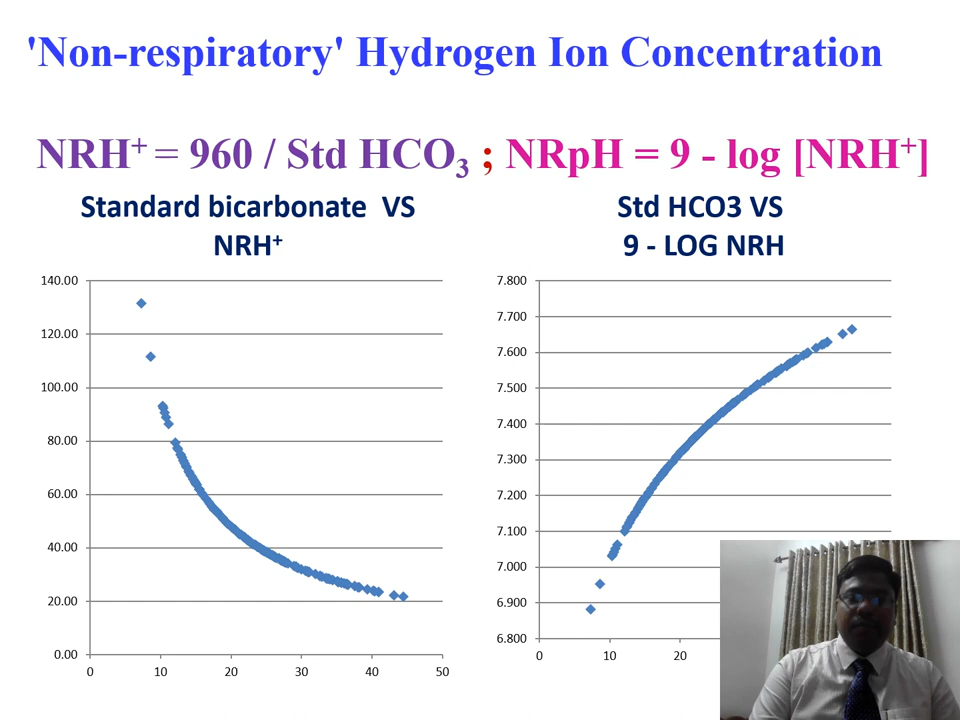 'Non-respiratory' Hydrogen Ion Concentration
NRH⁺ = 960 / Std HCO₃ ; NRpH = 9 - log [NRH⁺]
Standard bicarbonate VS
NRH⁺
140.00
120.00
100.00
80.00
60.00
40.00
20.00
0.00
0 10 20 30 40 50
Std HCO3 VS
9 - LOG NRH
7.800
7.700
7.600
7.500
7.400
7.300
7.200
7.100
7.000
6.900
6.800
0 10 20